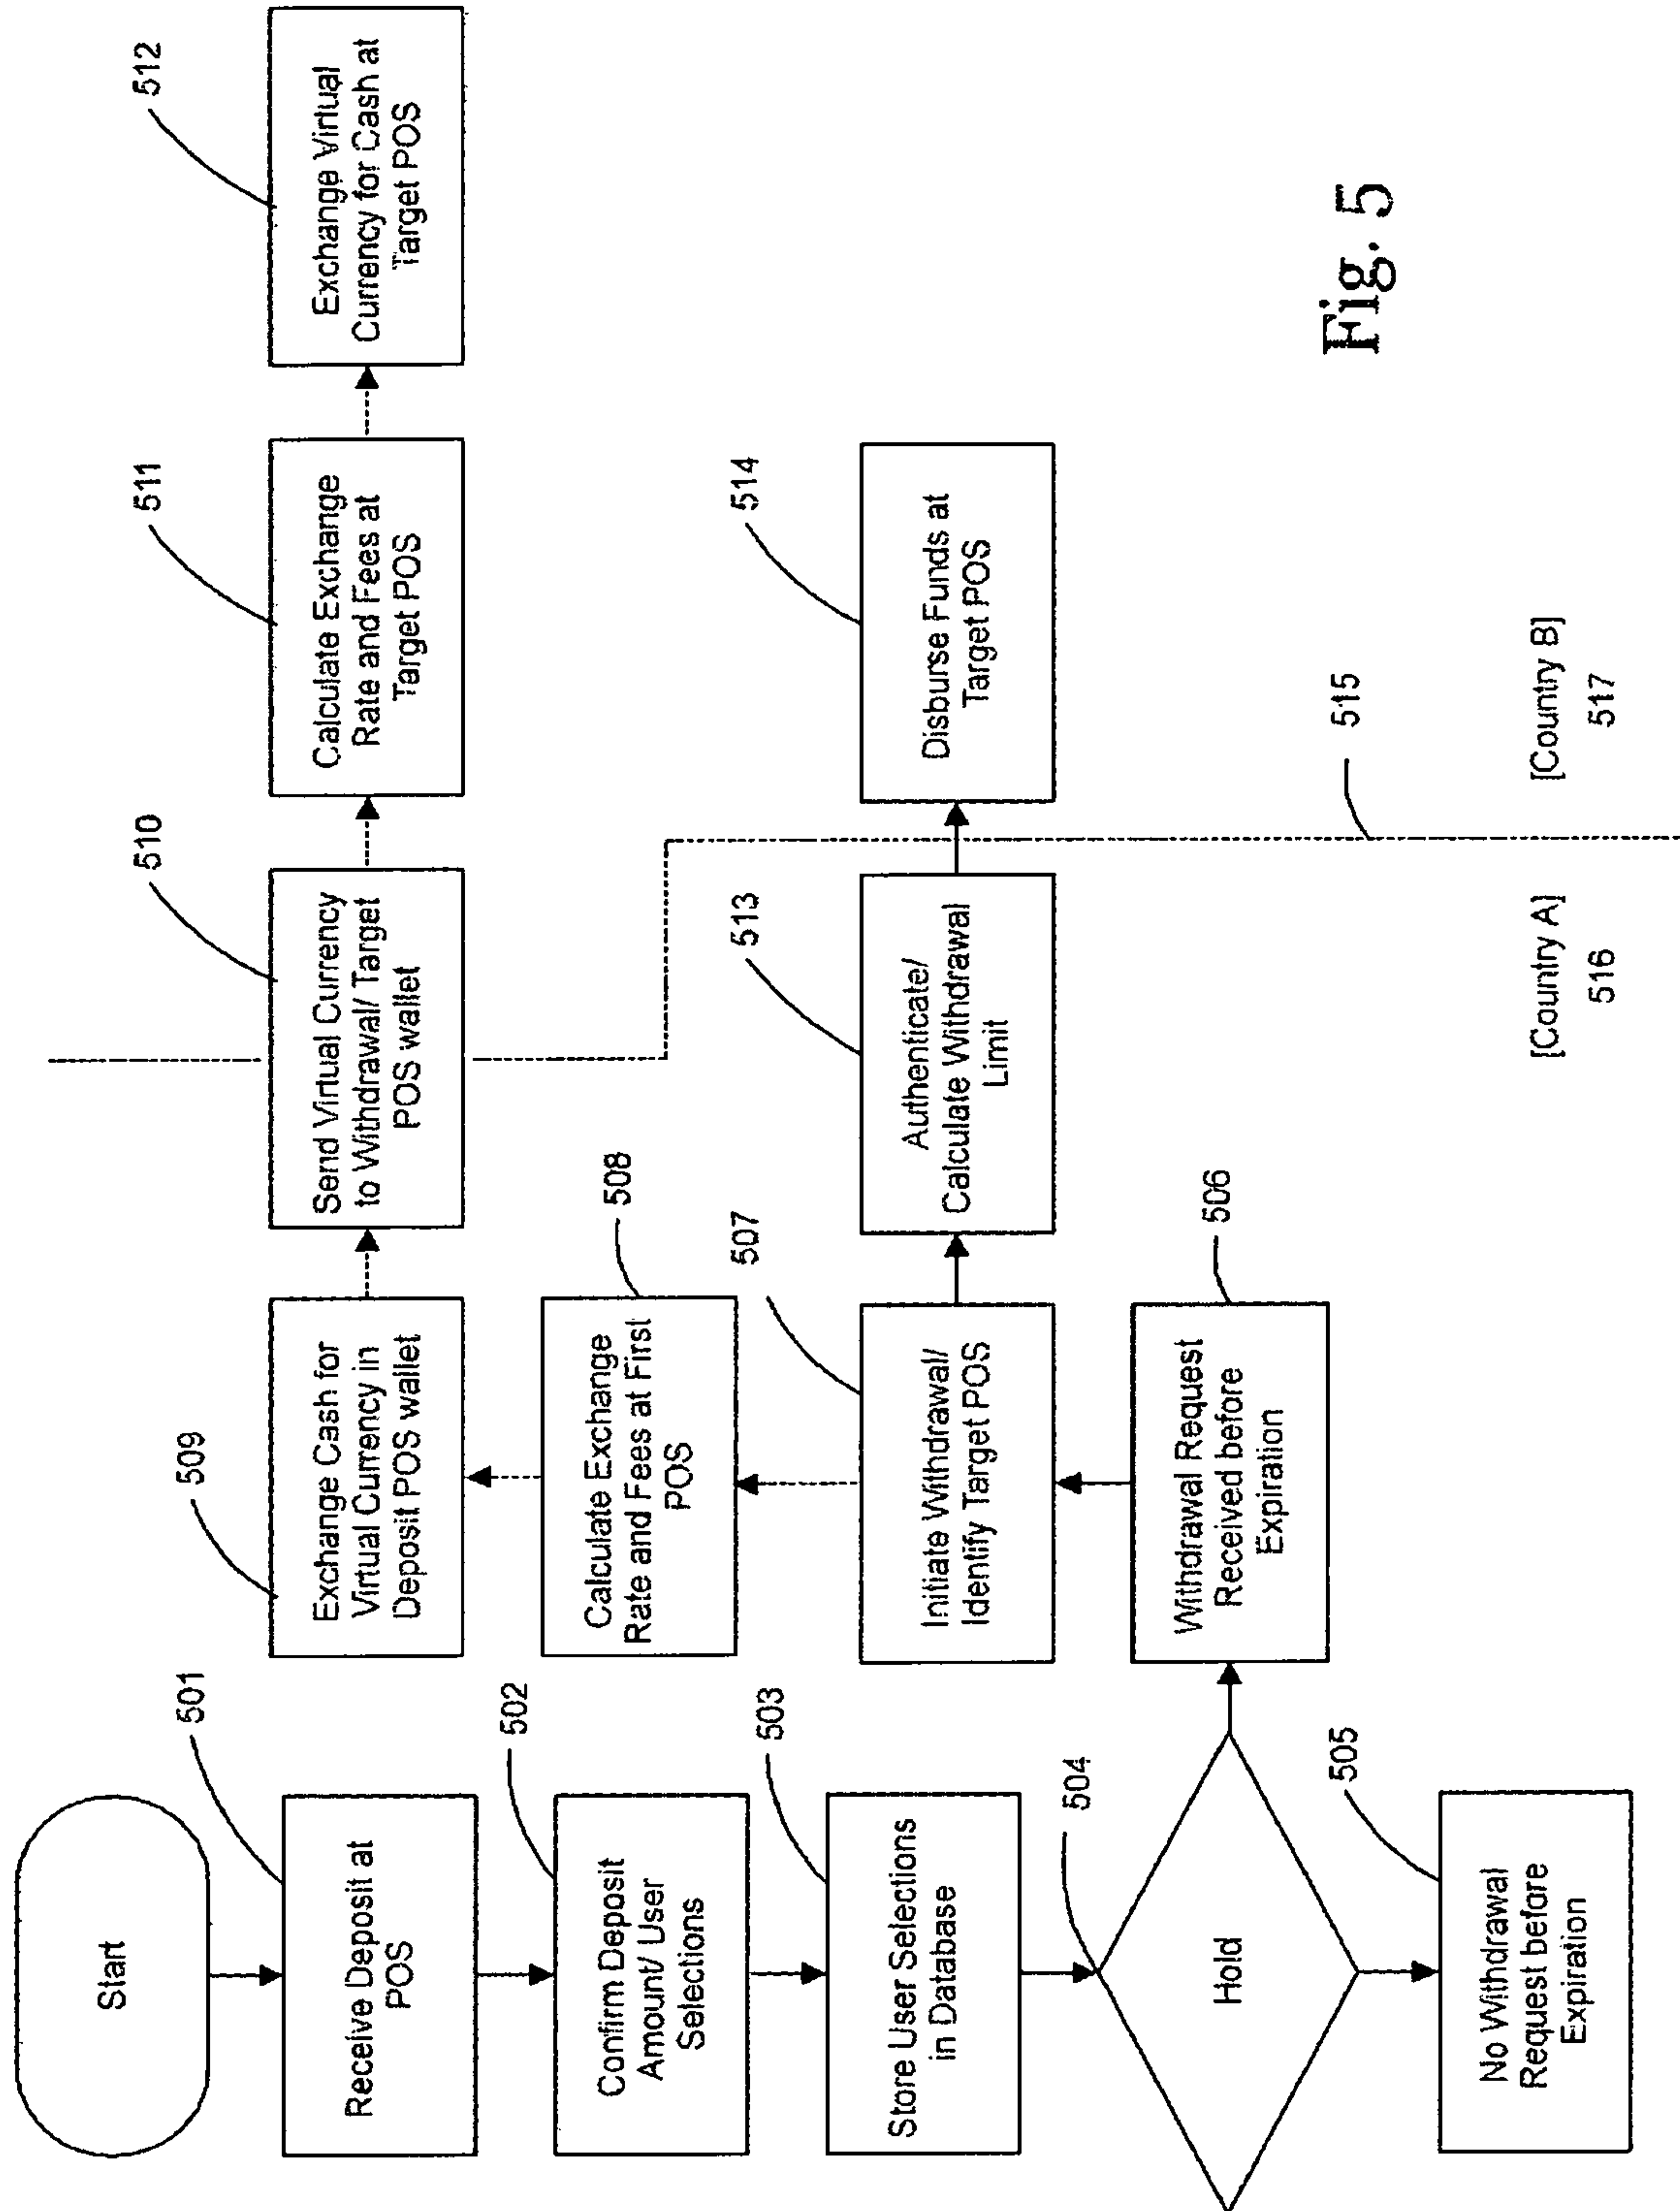 Start
501
Receive Deposit at
POS
502
Confirm Deposit
Amount/ User
Selections
503
Store User Selections
in Database
504
Hold
505
No Withdrawal
Request before
Expiration
506
Withdrawal Request
Received before
Expiration
507
Initiate Withdrawal/
Identify Target POS
508
Calculate Exchange
Rate and Fees at First
POS
509
Exchange Cash for
Virtual Currency in
Deposit POS wallet
510
Send Virtual Currency
to Withdrawal/ Target
POS wallet
511
Calculate Exchange
Rate and Fees at
Target POS
512
Exchange Virtual
Currency for Cash at
Target POS
513
Authenticate/
Calculate Withdrawal
Limit
514
Disburse Funds at
Target POS
515
[Country A]
516
[Country B]
517
Fig. 5